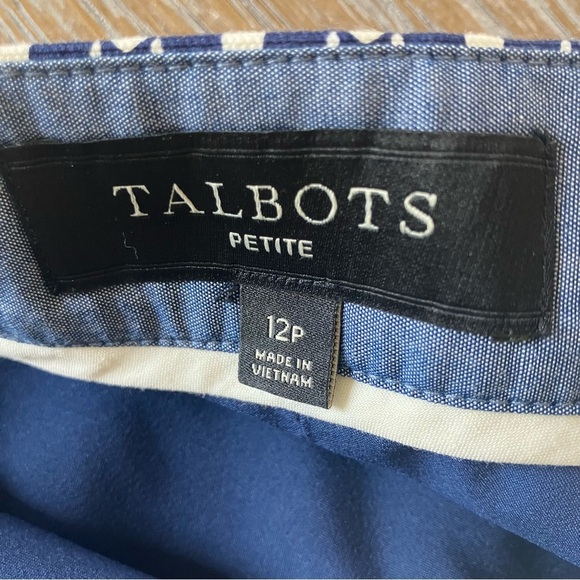 TALBOTS
PETITE
12P
MADE IN
VIETNAM